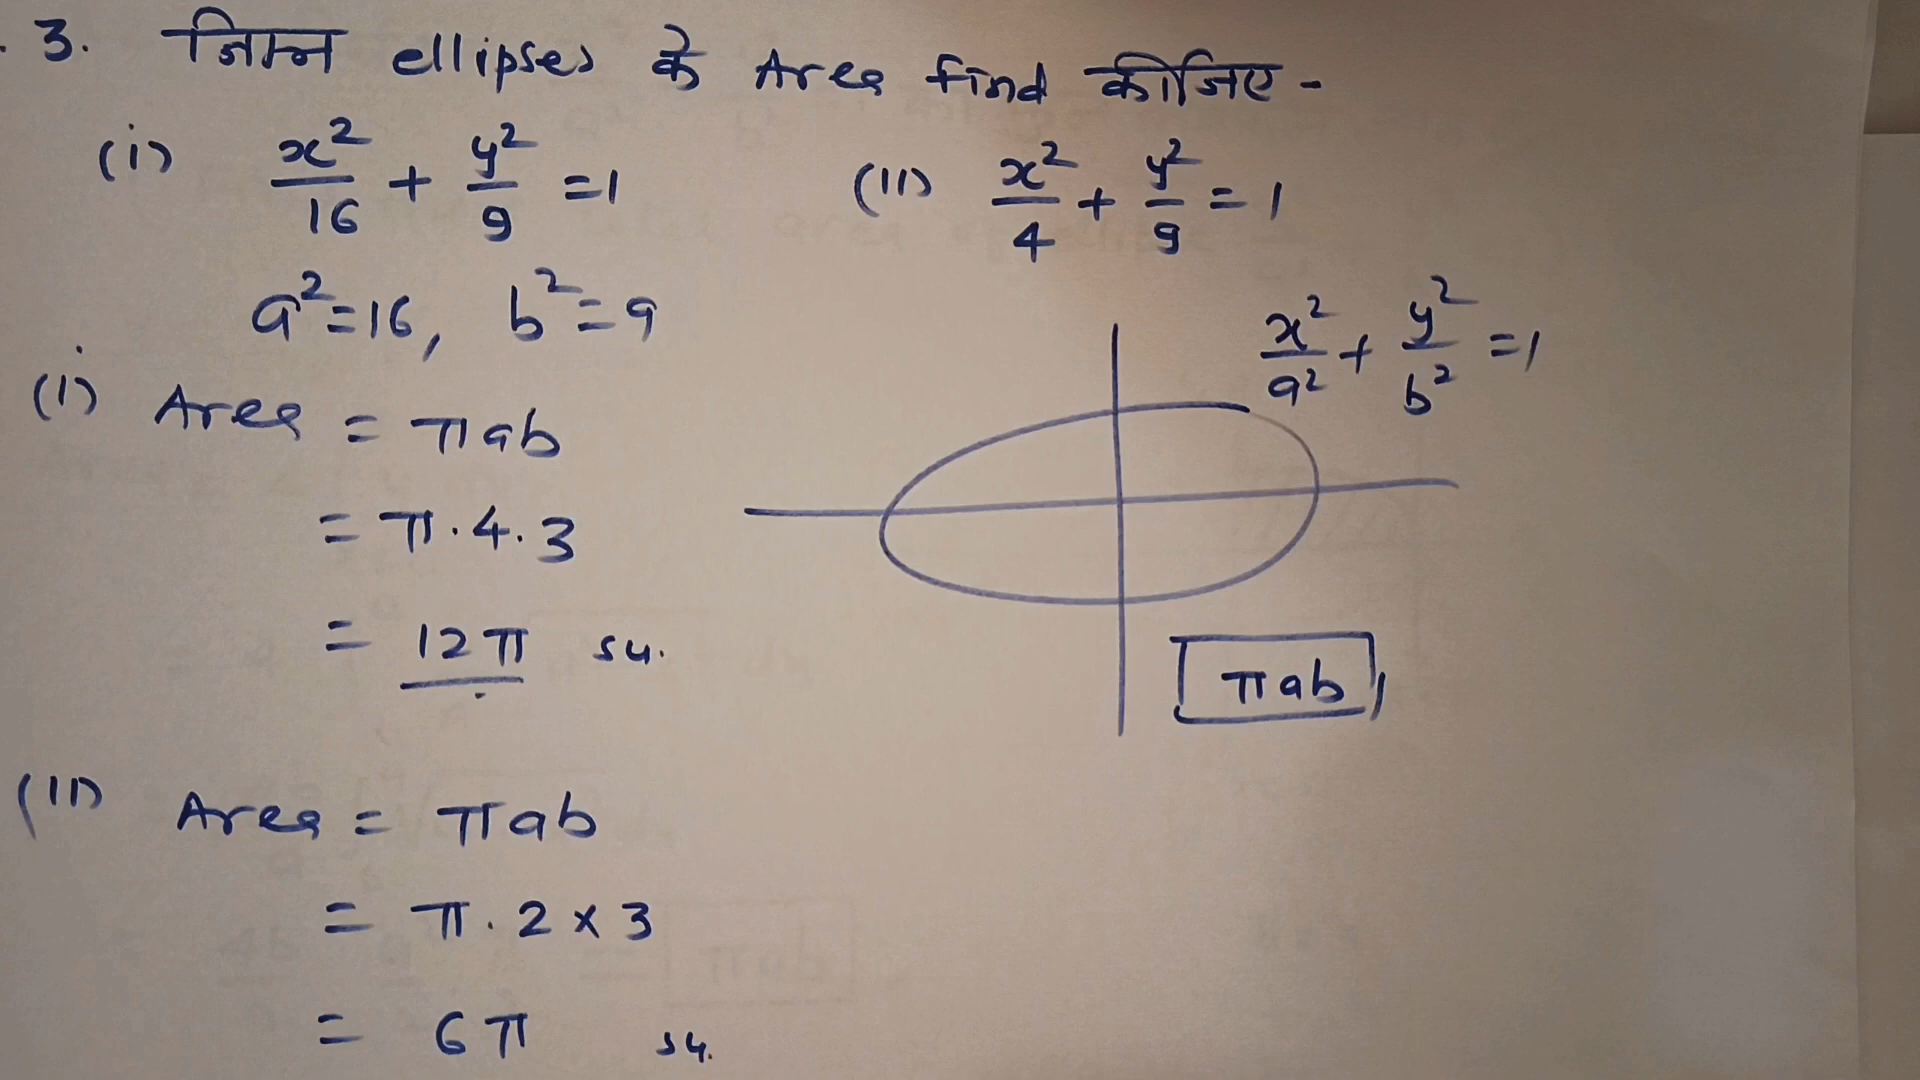 3. निम्न ellipses के Area find कीजिए -
(i) x²/16 + y²/9 = 1 (ii) x²/4 + y²/9 = 1
a² = 16, b² = 9
x²/a² + y²/b² = 1
(i) Area = πab
= π . 4 . 3
= 12π su.
πab
(ii) Area = πab
= π . 2 × 3
= 6π su.